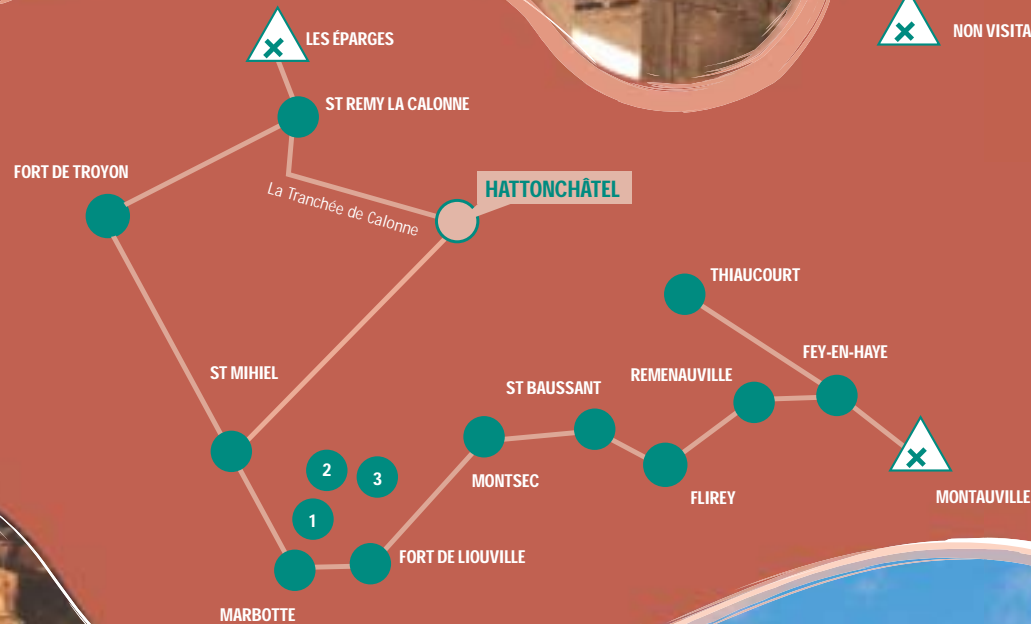 LES ÉPARGES
NON VISITA
ST REMY LA CALONNE
FORT DE TROYON
HATTONCHÂTEL
La Tranchée de Calonne
THIAUCOURT
FEY-EN-HAYE
ST MIHIEL
REMENAUVILLE
ST BAUSSANT
2
3
MONTSEC
FLIREY
MONTAUVILLE
1
FORT DE LIOUVILLE
MARBOTTE